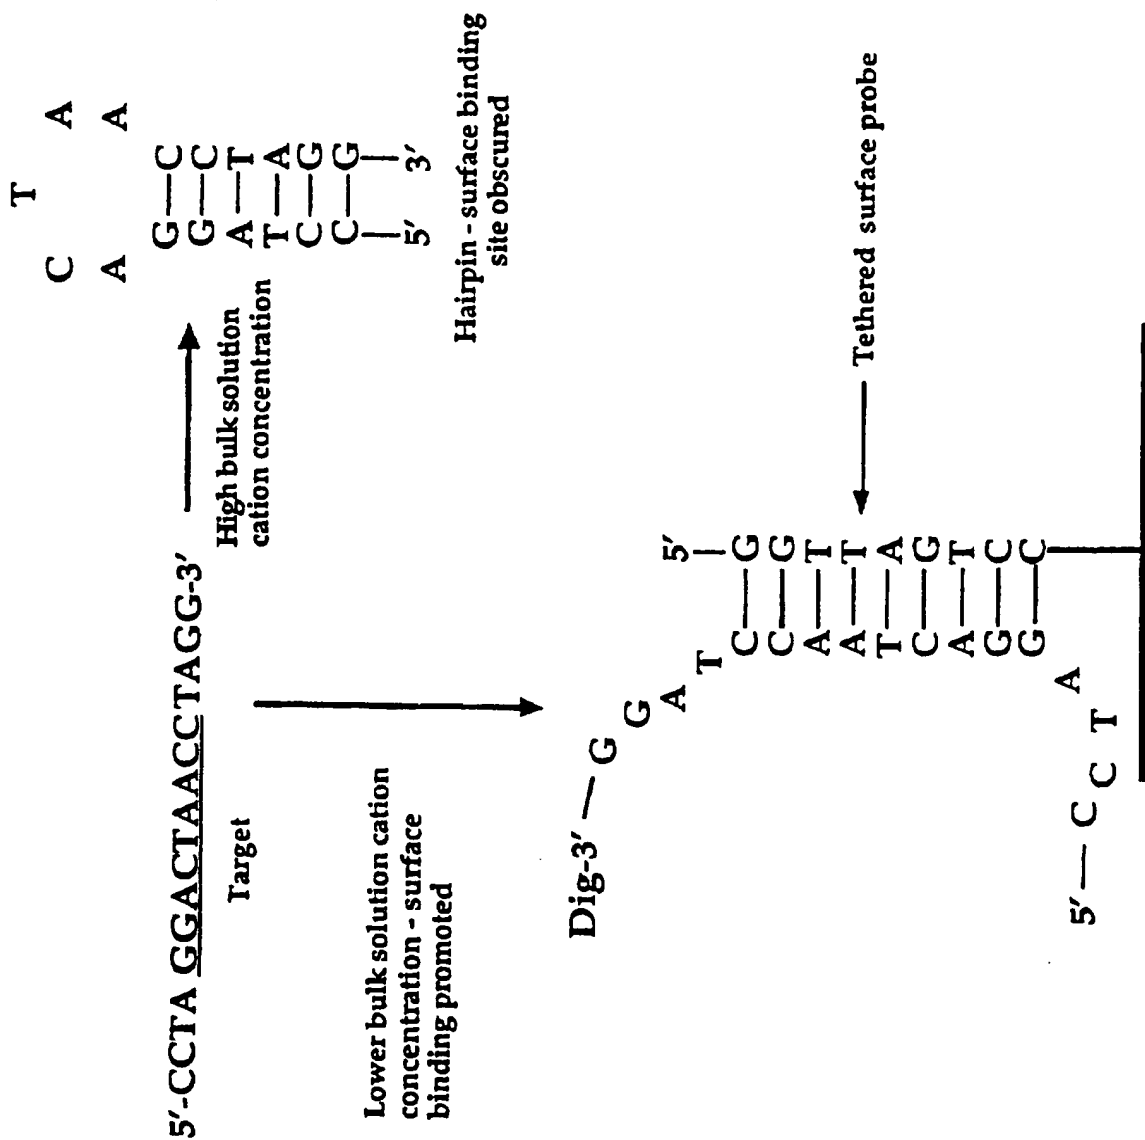 5′-CCTA GGACTAACCTAGG-3′
Target
High bulk solution
cation concentration
T
C A
A A
G—C
G—C
A—T
T—A
C—G
C—G
5′ 3′
Hairpin - surface binding
site obscured
Lower bulk solution cation
concentration - surface
binding promoted
Dig-3′—G
G
A
T
5′
C—G
C—G
A—T
A—T
T—A
C—G
A—T
G—C
G—C
A
T
C
5′—C
Tethered surface probe